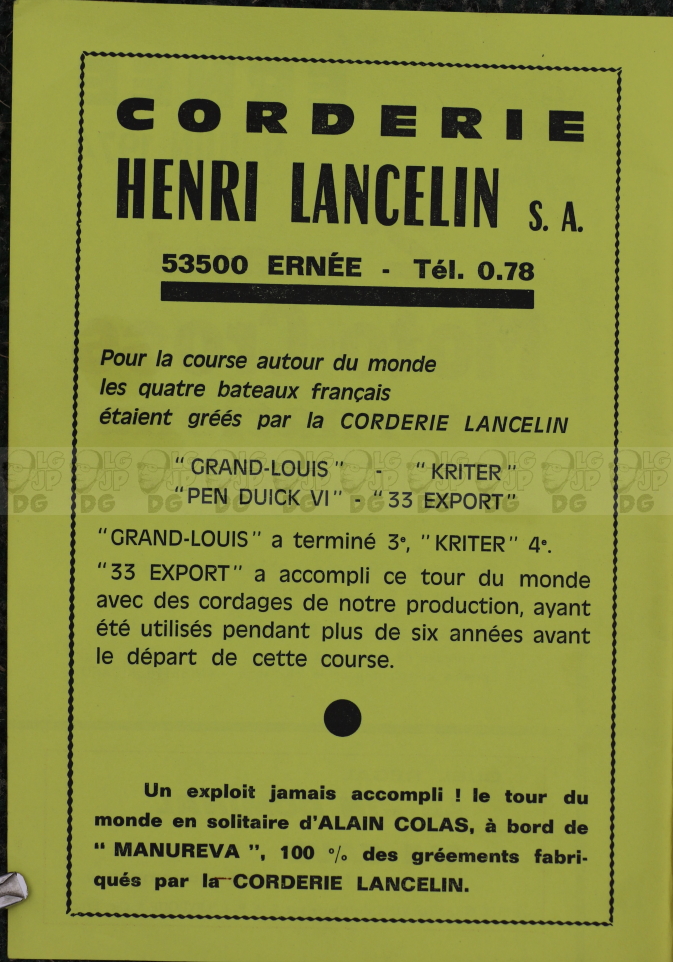 CORDERIE
HENRI LANCELIN S. A.
53500 ERNÉE - Tél. 0.78
Pour la course autour du monde
les quatre bateaux français
étaient gréés par la CORDERIE LANCELIN
“GRAND-LOUIS” - “KRITER”
“PEN DUICK VI” - “33 EXPORT”
“GRAND-LOUIS” a terminé 3e, “KRITER” 4e.
“33 EXPORT” a accompli ce tour du monde
avec des cordages de notre production, ayant
été utilisés pendant plus de six années avant
le départ de cette course.
Un exploit jamais accompli ! le tour du
monde en solitaire d'ALAIN COLAS, à bord de
“ MANUREVA ”, 100 % des gréements fabri-
qués par la CORDERIE LANCELIN.